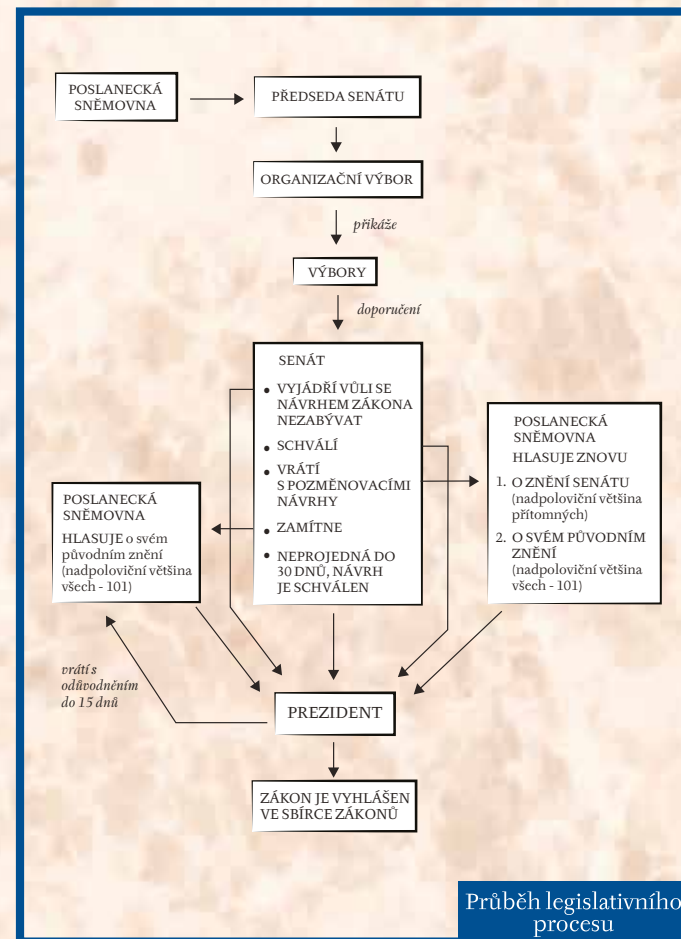 POSLANECKÁ
SNĚMOVNA
PŘEDSEDA SENÁTU
ORGANIZAČNÍ VÝBOR
přikáže
VÝBORY
doporučení
SENÁT
• VYJÁDŘÍ VŮLI SE
NÁVRHEM ZÁKONA
NEZABÝVAT
• SCHVÁLÍ
• VRÁTÍ
S POZMĚNOVACÍMI
NÁVRHY
• ZAMÍTNE
• NEPROJEDNÁ DO
30 DNŮ, NÁVRH
JE SCHVÁLEN
POSLANECKÁ
SNĚMOVNA
HLASUJE ZNOVU
1. O ZNĚNÍ SENÁTU
(nadpoloviční většina
přítomných)
2. O SVÉM PŮVODNÍM
ZNĚNÍ
(nadpoloviční většina
všech - 101)
POSLANECKÁ
SNĚMOVNA
HLASUJE o svém
původním znění
(nadpoloviční většina
všech - 101)
vrátí s
odůvodněním
do 15 dnů
PREZIDENT
ZÁKON JE VYHLÁŠEN
VE SBÍRCE ZÁKONŮ
Průběh legislativního
procesu